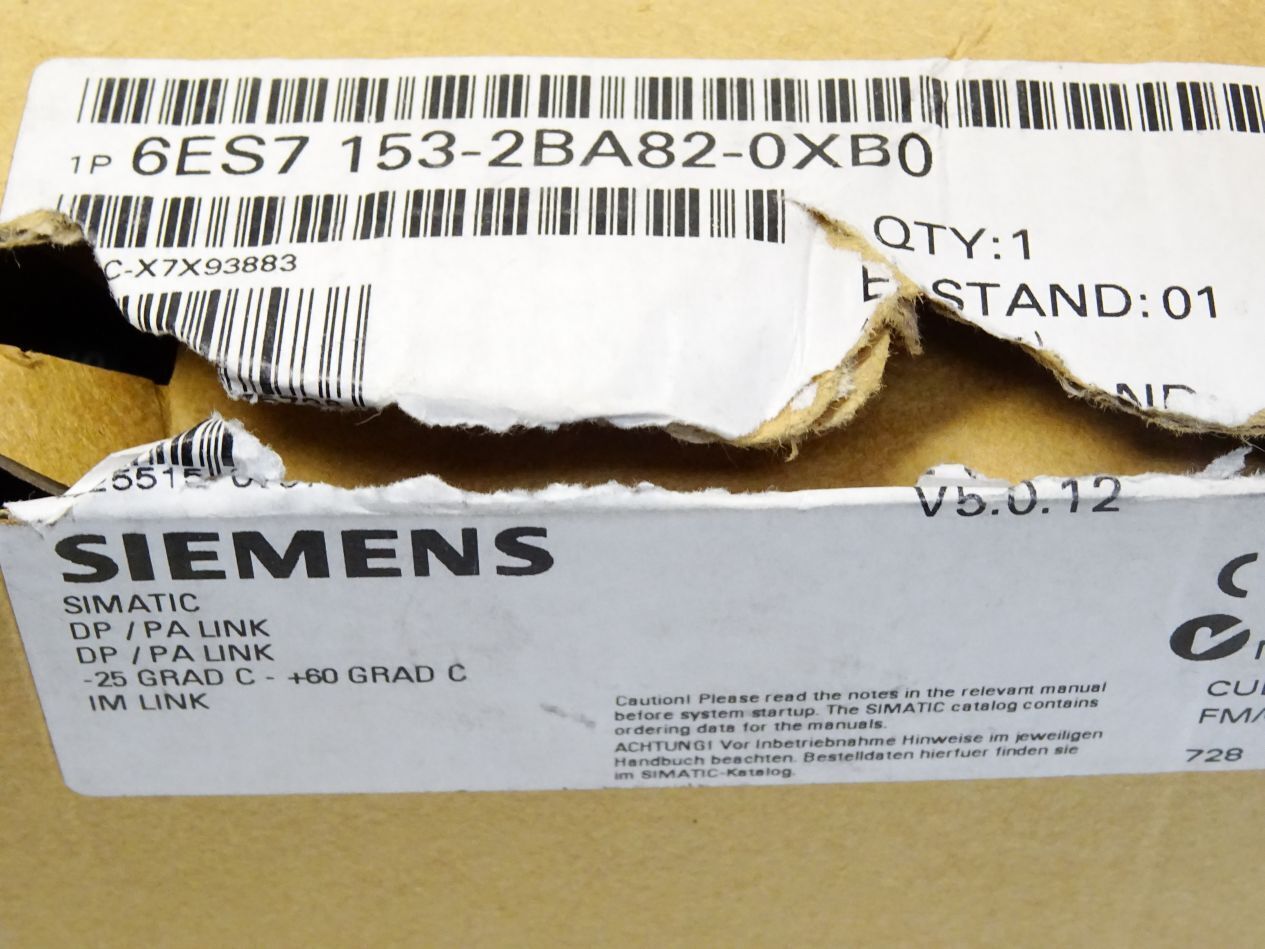 1P 6ES7 153-2BA82-0XB0
C-X7X93883
QTY:1
STAND:01
V5.0.12
SIEMENS
SIMATIC
DP / PA LINK
DP / PA LINK
-25 GRAD C - +60 GRAD C
IM LINK
Caution! Please read the notes in the relevant manual
before system startup. The SIMATIC catalog contains
ordering data for the manuals.
ACHTUNG! Vor Inbetriebnahme Hinweise im jeweiligen
Handbuch beachten. Bestelldaten hierfuer finden sie
im SIMATIC-Katalog.
FM/
728